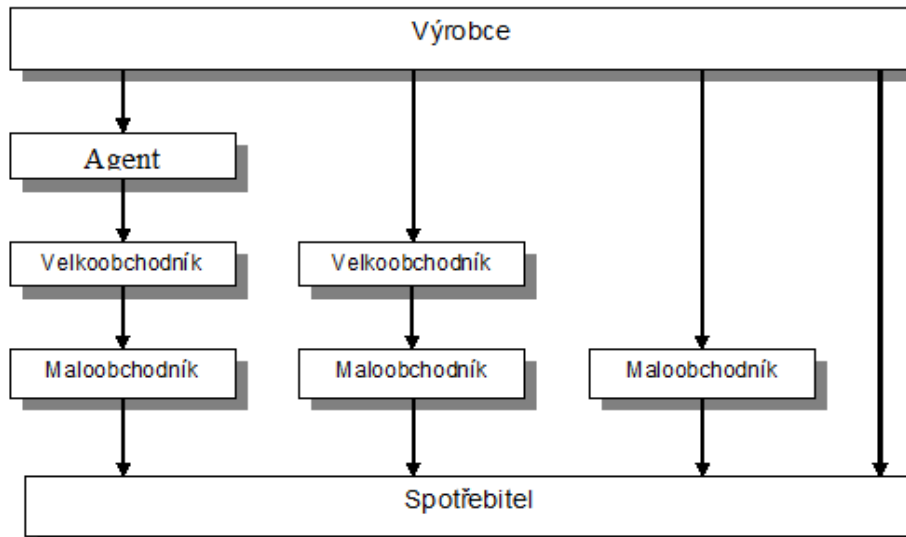 Výrobce
Agent
Velkoobchodník
Velkoobchodník
Maloobchodník
Maloobchodník
Maloobchodník
Spotřebitel